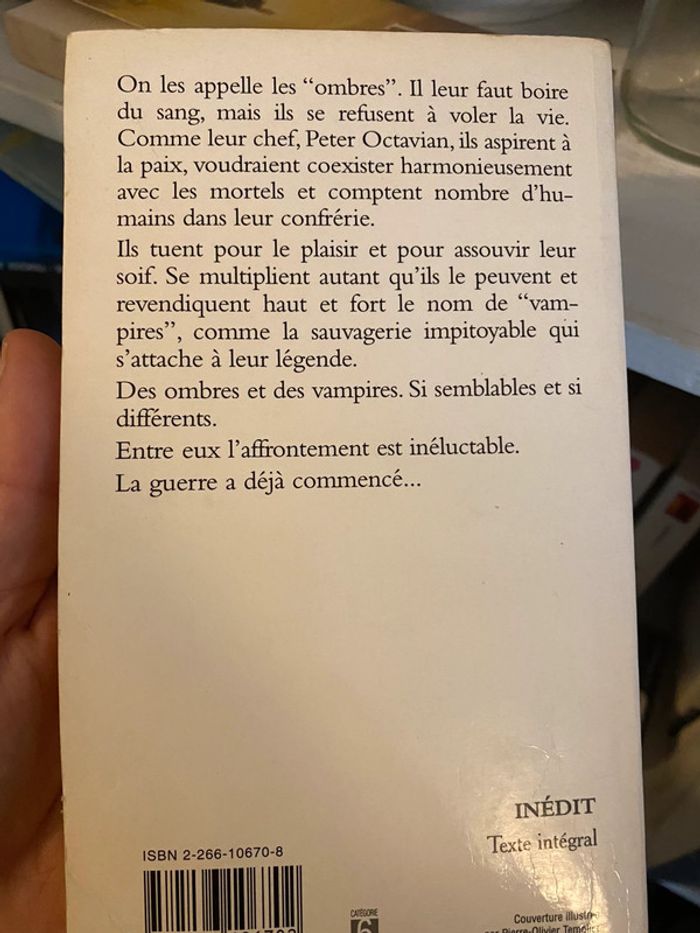 On les appelle les “ombres”. Il leur faut boire
du sang, mais ils se refusent à voler la vie.
Comme leur chef, Peter Octavian, ils aspirent à
la paix, voudraient coexister harmonieusement
avec les mortels et comptent nombre d’hu-
mains dans leur confrérie.
Ils tuent pour le plaisir et pour assouvir leur
soif. Se multiplient autant qu’ils le peuvent et
revendiquent haut et fort le nom de “vam-
pires”, comme la sauvagerie impitoyable qui
s’attache à leur légende.
Des ombres et des vampires. Si semblables et si
différents.
Entre eux l’affrontement est inéluctable.
La guerre a déjà commencé...
INÉDIT
Texte intégral
ISBN 2-266-10670-8
CATÉGORIE
6
Couverture
Pierre-Olivier